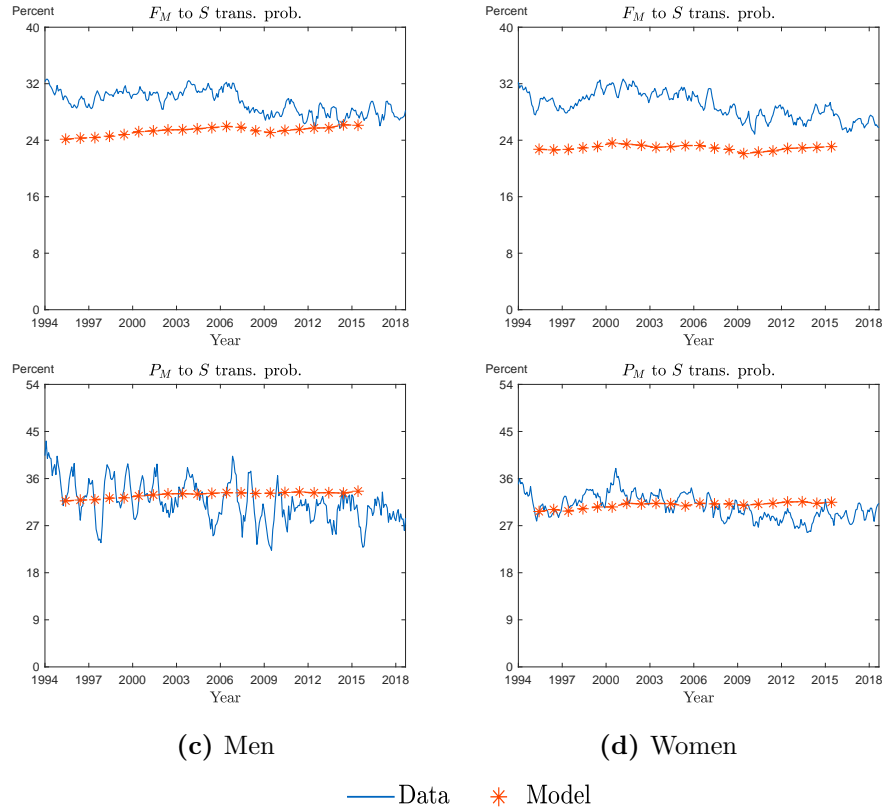 Percent
F_M to S trans. prob.
40
32
24
16
8
0
1994 1997 2000 2003 2006 2009 2012 2015 2018
Year
Percent
F_M to S trans. prob.
40
32
24
16
8
0
1994 1997 2000 2003 2006 2009 2012 2015 2018
Year
Percent
P_M to S trans. prob.
54
45
36
27
18
9
0
1994 1997 2000 2003 2006 2009 2012 2015 2018
Year
Percent
P_M to S trans. prob.
54
45
36
27
18
9
0
1994 1997 2000 2003 2006 2009 2012 2015 2018
Year
(c) Men
(d) Women
Data Model